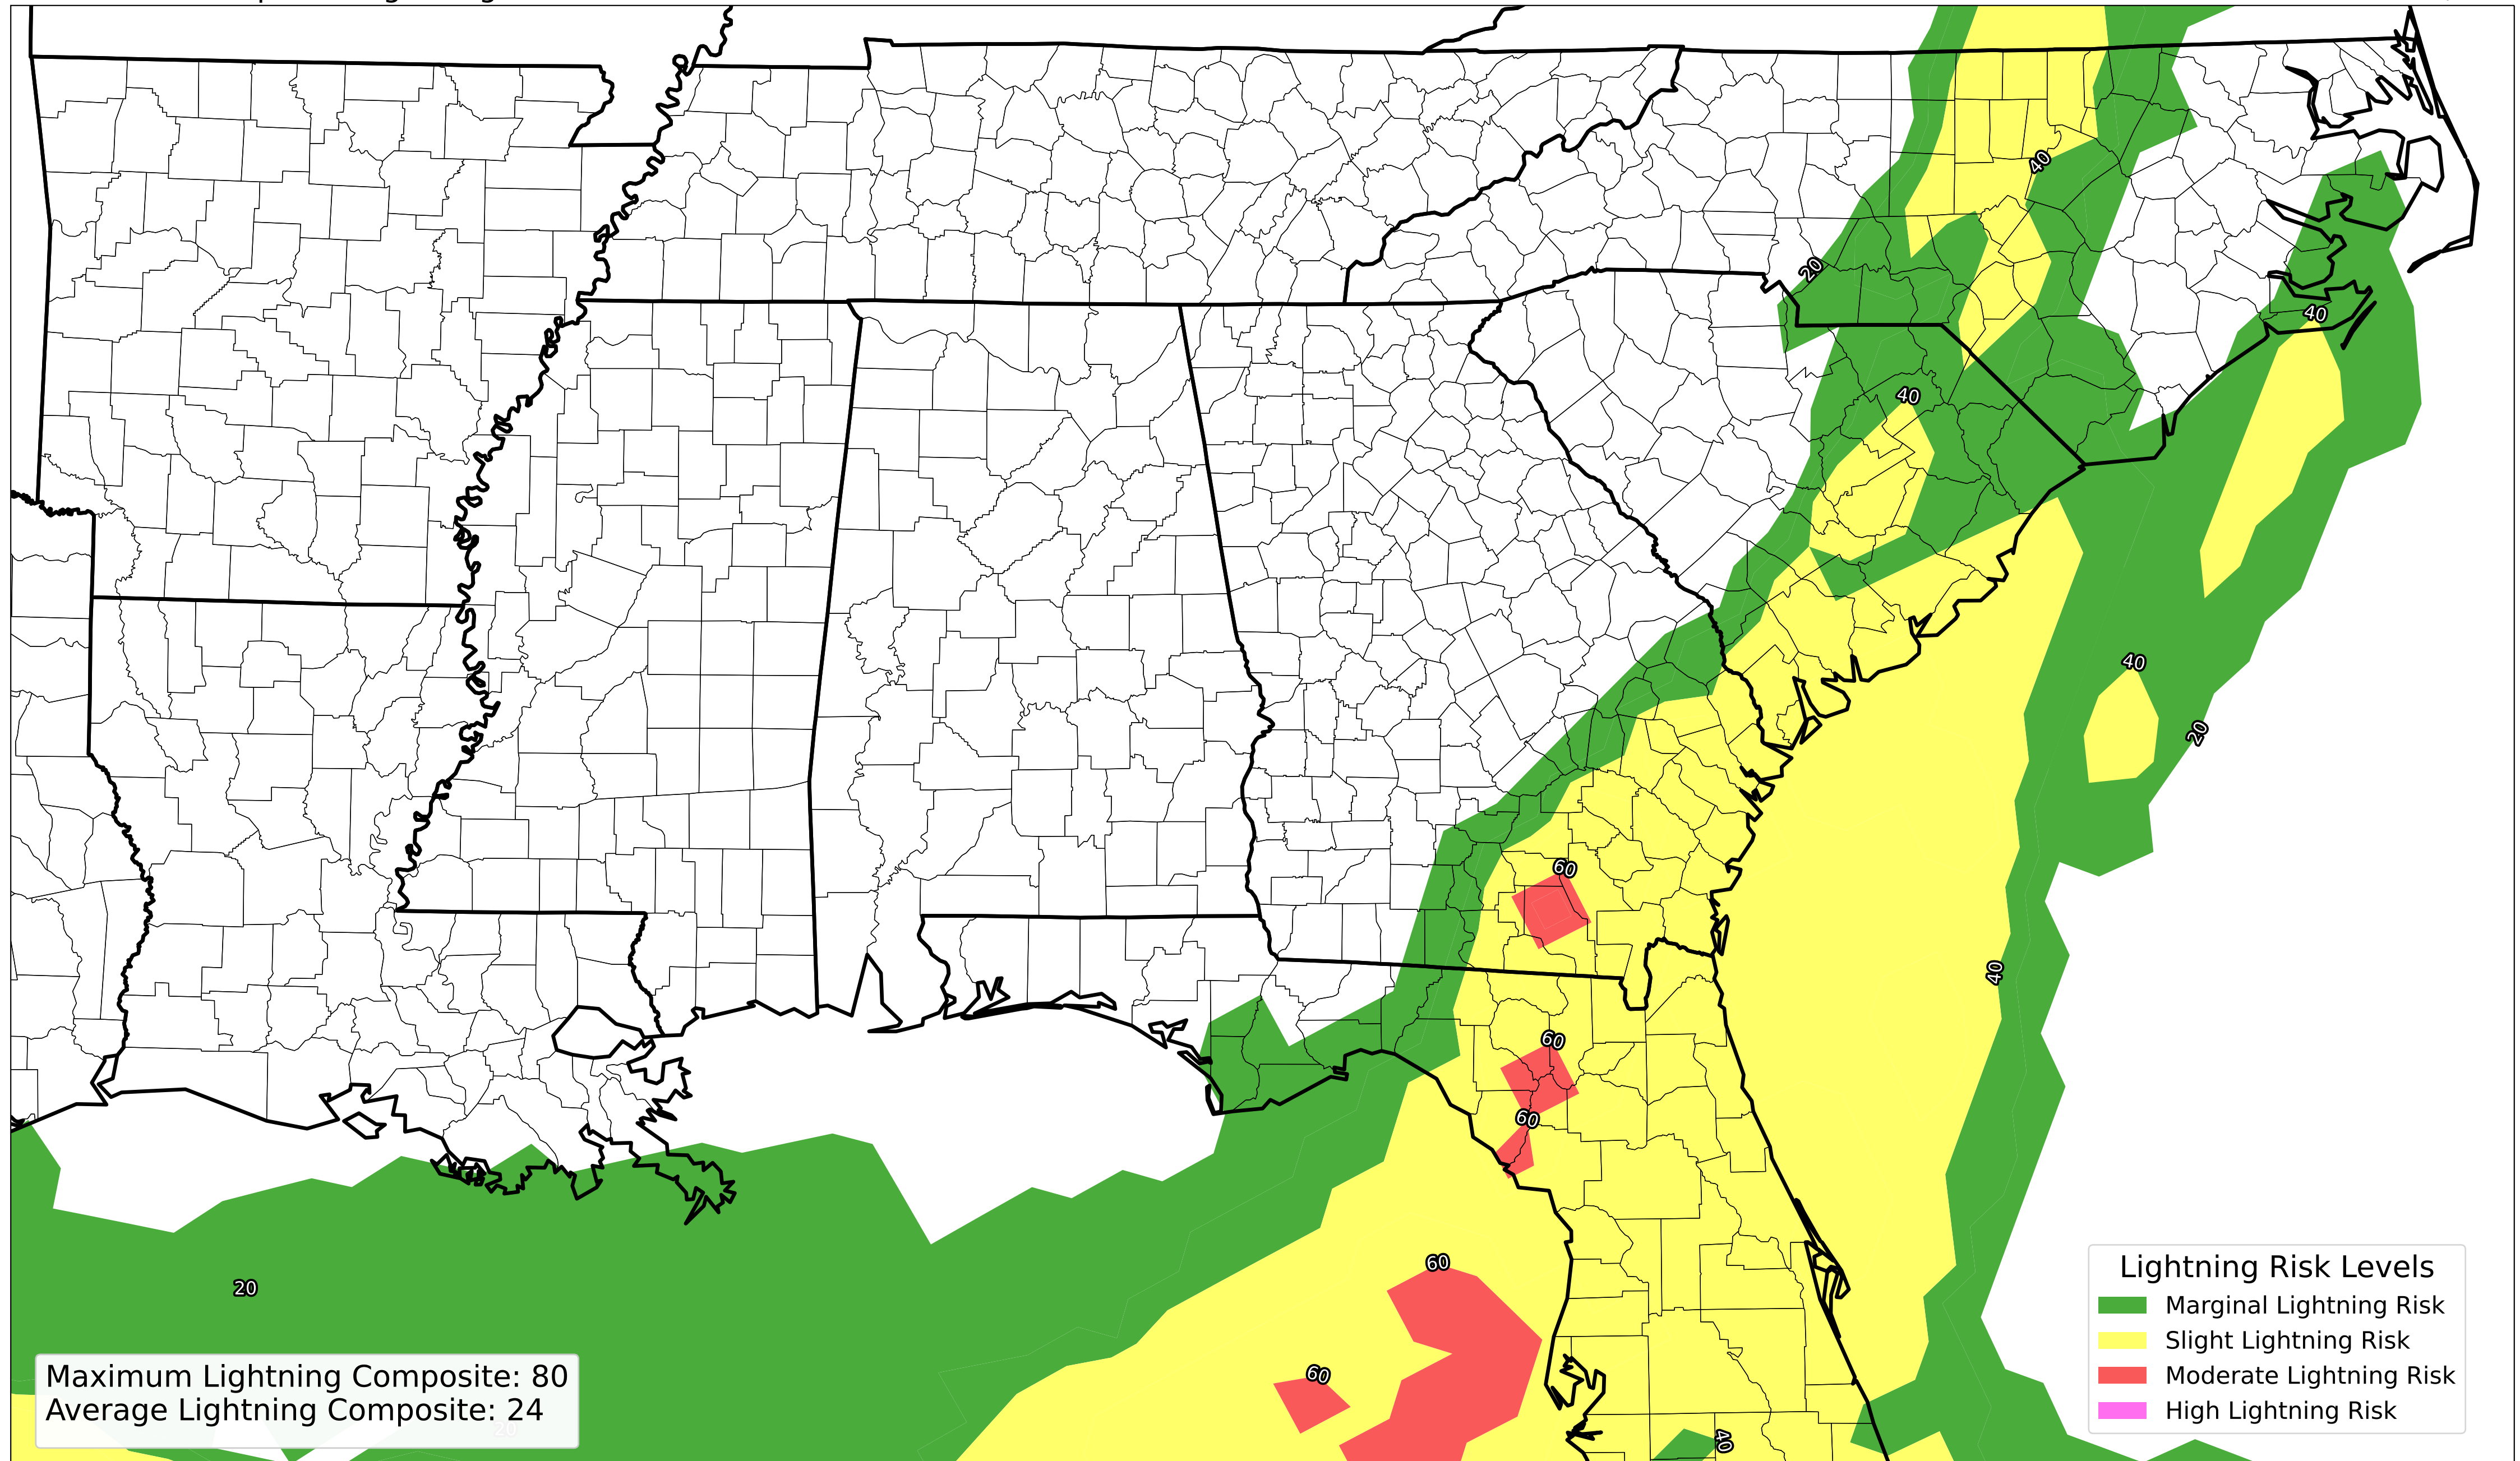 40
20
40
40
40
20
60
40
60
60
60
20
60
40
Maximum Lightning Composite: 80
Average Lightning Composite: 24
20
Lightning Risk Levels
Marginal Lightning Risk
Slight Lightning Risk
Moderate Lightning Risk
High Lightning Risk